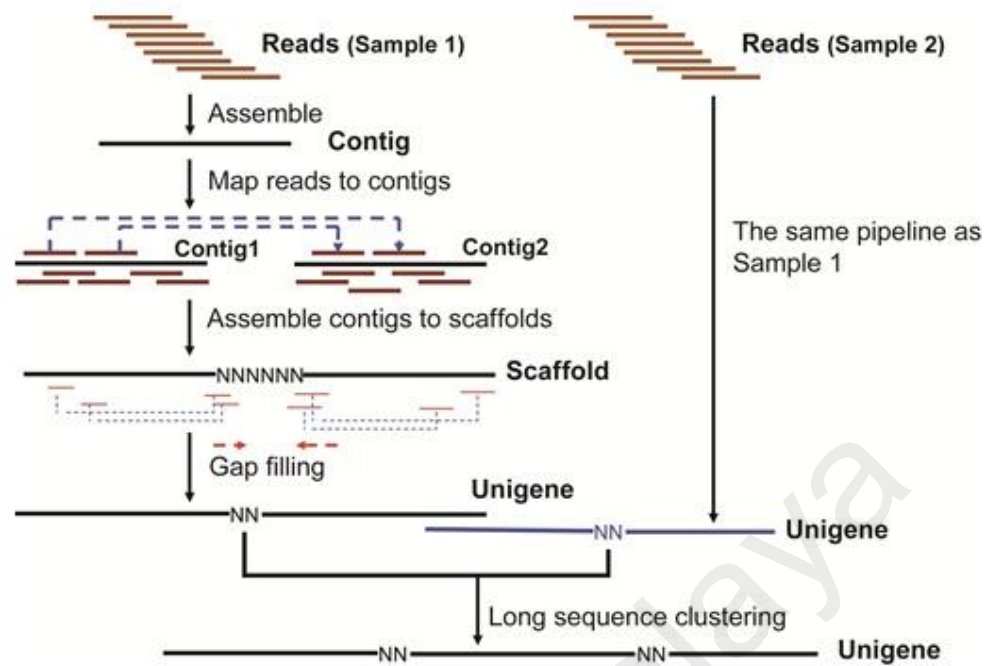 Reads (Sample 1)
Reads (Sample 2)
Assemble
Contig
Map reads to contigs
Contig1
Contig2
The same pipeline as
Sample 1
Assemble contigs to scaffolds
NNNNNN
Scaffold
Gap filling
Unigene
NN
NN
Unigene
Long sequence clustering
NN
NN
Unigene